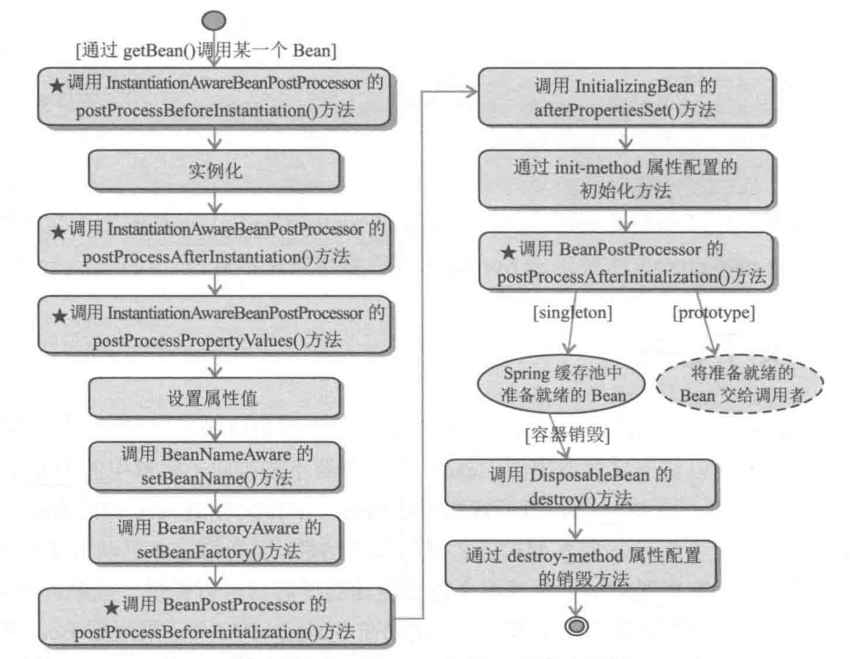 [通过 getBean()调用某一个 Bean]
★调用 InstantiationAwareBeanPostProcessor 的
postProcessBeforeInstantiation()方法
实例化
★调用 InstantiationAwareBeanPostProcessor 的
postProcessAfterInstantiation()方法
★调用 InstantiationAwareBeanPostProcessor 的
postProcessPropertyValues()方法
设置属性值
调用 BeanNameAware 的
setBeanName()方法
调用 BeanFactoryAware 的
setBeanFactory()方法
★调用 BeanPostProcessor 的
postProcessBeforeInitialization()方法
调用 InitializingBean 的
afterPropertiesSet()方法
通过 init-method 属性配置的
初始化方法
★调用 BeanPostProcessor 的
postProcessAfterInitialization()方法
[singleton]
[prototype]
Spring 缓存池中
准备就绪的 Bean
将准备就绪的
Bean 交给调用者
[容器销毁]
调用 DisposableBean 的
destroy()方法
通过 destroy-method 属性配置
的销毁方法